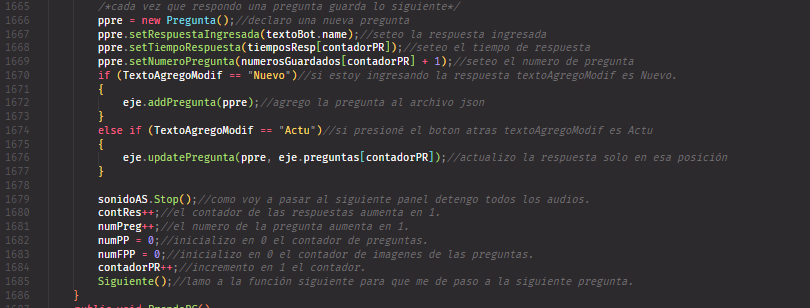 1665 /*cada vez que respondo una pregunta guarda lo siguiente*/
1666 ppre = new Pregunta();//declaro una nueva pregunta
1667 ppre.setRespuestaIngresada(textoBot.name);//seteo la respuesta ingresada
1668 ppre.setTiempoRespuesta(tiemposResp[contadorPR]);//seteo el tiempo de respuesta
1669 ppre.setNumeroPregunta(numerosGuardados[contadorPR] + 1);//seteo el numero de pregunta
1670 if (TextoAgregoModif == "Nuevo")//si estoy ingresando la respuesta textoAgregoModif es Nuevo.
1671 {
1672 eje.addPregunta(ppre);//agrego la pregunta al archivo json
1673 }
1674 else if (TextoAgregoModif == "Actu")//si presioné el boton atras textoAgregoModif es Actu
1675 {
1676 eje.updatePregunta(ppre, eje.preguntas[contadorPR]);//actualizo la respuesta solo en esa posición
1677 }
1678
1679 sonidoAS.Stop();//como voy a pasar al siguiente panel detengo todos los audios.
1680 contRes++;//el contador de las respuestas aumenta en 1.
1681 numPreg++;//el numero de la pregunta aumenta en 1.
1682 numPP = 0;//inicializo en 0 el contador de preguntas.
1683 numFPP = 0;//inicializo en 0 el contador de imagenes de las preguntas.
1684 contadorPR++;//incremento en 1 el contador.
1685 Siguiente();//lamo a la función siguiente para que me de paso a la siguiente pregunta.
1686 }